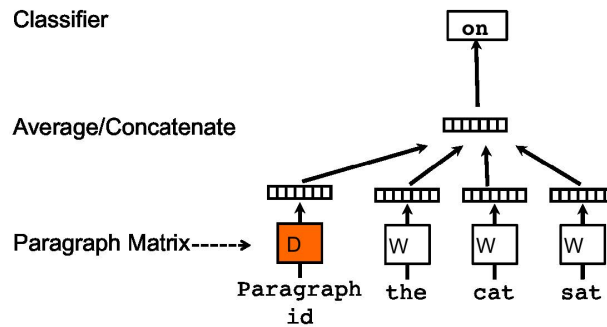 Classifier
on
Average/Concatenate
Paragraph Matrix
D W W W
Paragraph the cat sat
id